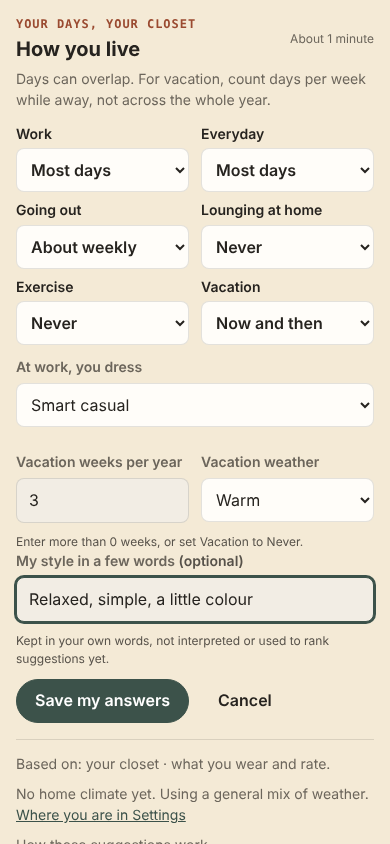 YOUR DAYS, YOUR CLOSET
How you live
About 1 minute
Days can overlap. For vacation, count days per week
while away, not across the whole year.
Work
Everyday
Most days
Most days
Going out
Lounging at home
About weekly
Never
Exercise
Vacation
Never
Now and then
At work, you dress
Smart casual
Vacation weeks per year
Vacation weather
3
Warm
Enter more than 0 weeks, or set Vacation to Never.
My style in a few words (optional)
Relaxed, simple, a little colour
Kept in your own words, not interpreted or used to rank
suggestions yet.
Save my answers
Cancel
Based on: your closet · what you wear and rate.
No home climate yet. Using a general mix of weather.
Where you are in Settings
How these suggestions work